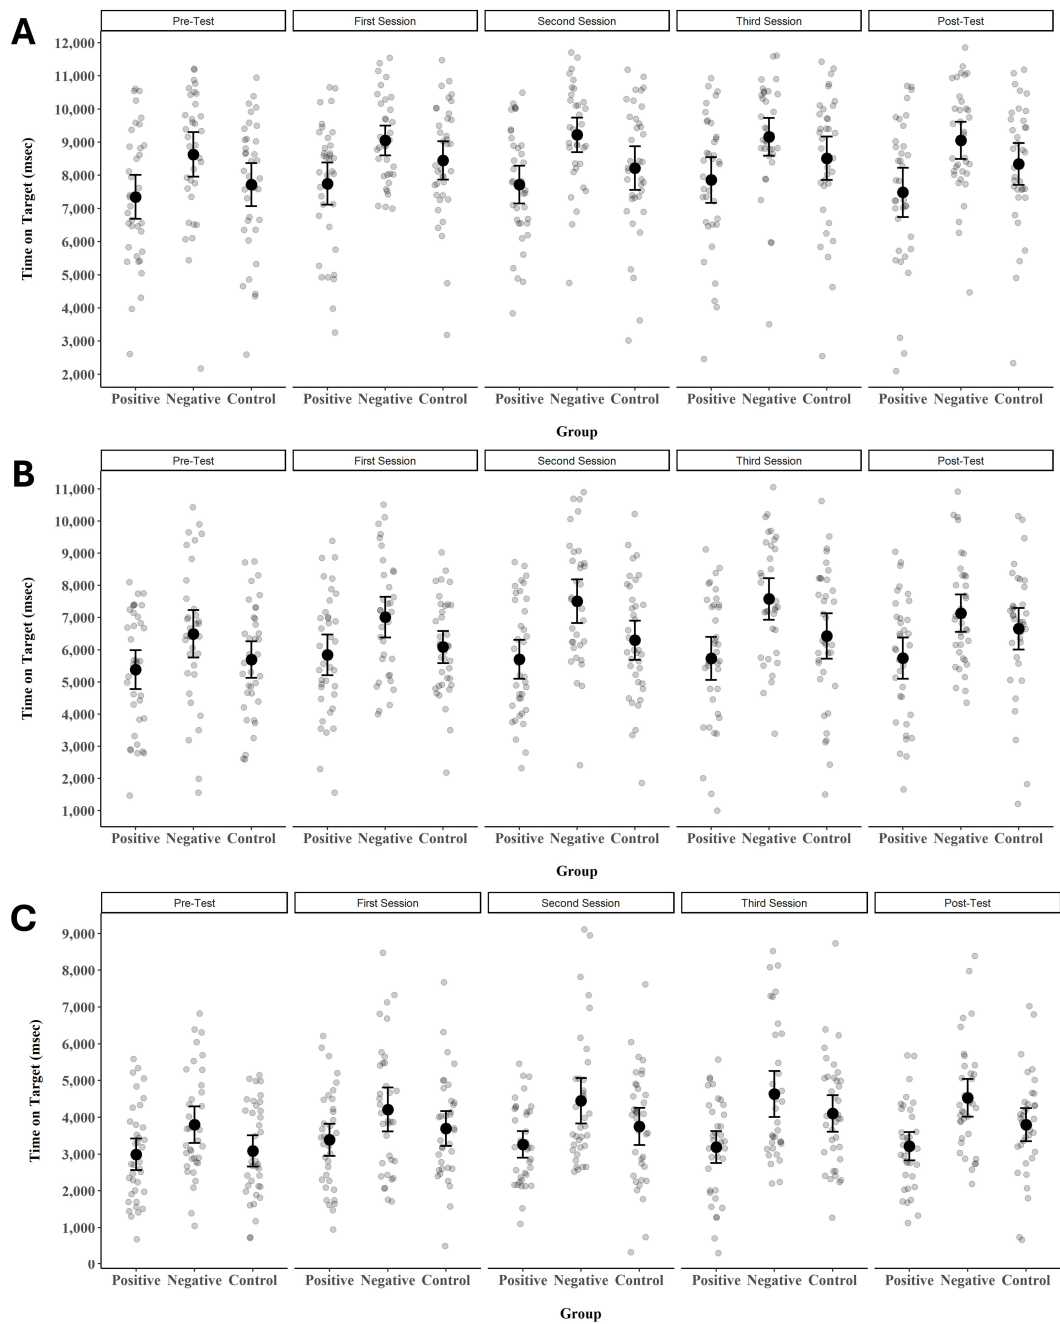 A
Pre-Test First Session Second Session Third Session Post-Test
12,000
11,000
10,000
9,000
8,000
7,000
6,000
5,000
4,000
3,000
2,000
Time on Target (msec)
Positive Negative Control Positive Negative Control Positive Negative Control Positive Negative Control Positive Negative Control
Group
B
Pre-Test First Session Second Session Third Session Post-Test
11,000
10,000
9,000
8,000
7,000
6,000
5,000
4,000
3,000
2,000
1,000
Time on Target (msec)
Positive Negative Control Positive Negative Control Positive Negative Control Positive Negative Control Positive Negative Control
Group
C
Pre-Test First Session Second Session Third Session Post-Test
9,000
8,000
7,000
6,000
5,000
4,000
3,000
2,000
1,000
0
Time on Target (msec)
Positive Negative Control Positive Negative Control Positive Negative Control Positive Negative Control Positive Negative Control
Group